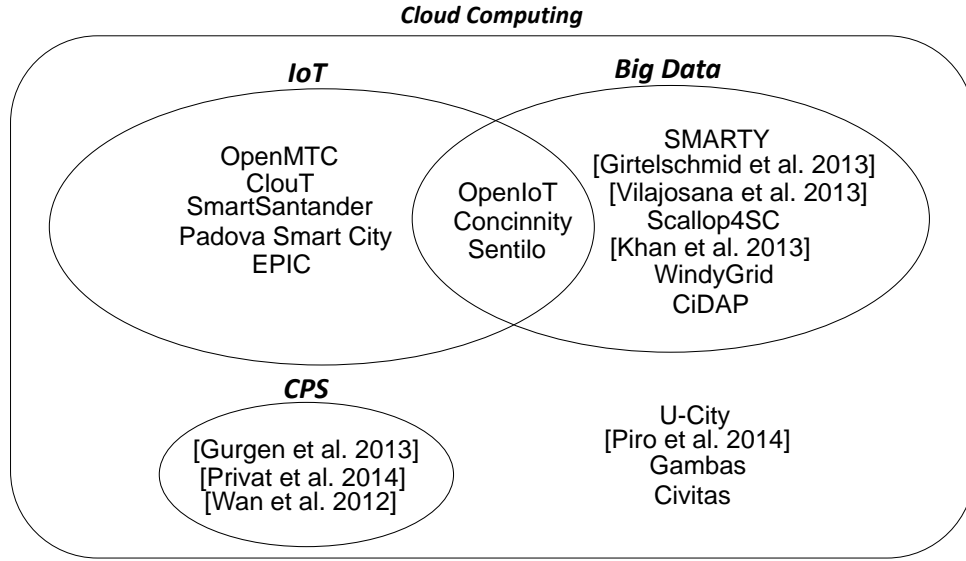 Cloud Computing
IoT
Big Data
OpenMTC
ClouT
SmartSantander
Padova Smart City
EPIC
OpenIoT
Concinnity
Sentilo
SMARTY
[Girtelschmid et al. 2013]
[Vilajosana et al. 2013]
Scallop4SC
[Khan et al. 2013]
WindyGrid
CiDAP
CPS
[Gurgen et al. 2013]
[Privat et al. 2014]
[Wan et al. 2012]
U-City
[Piro et al. 2014]
Gambas
Civitas